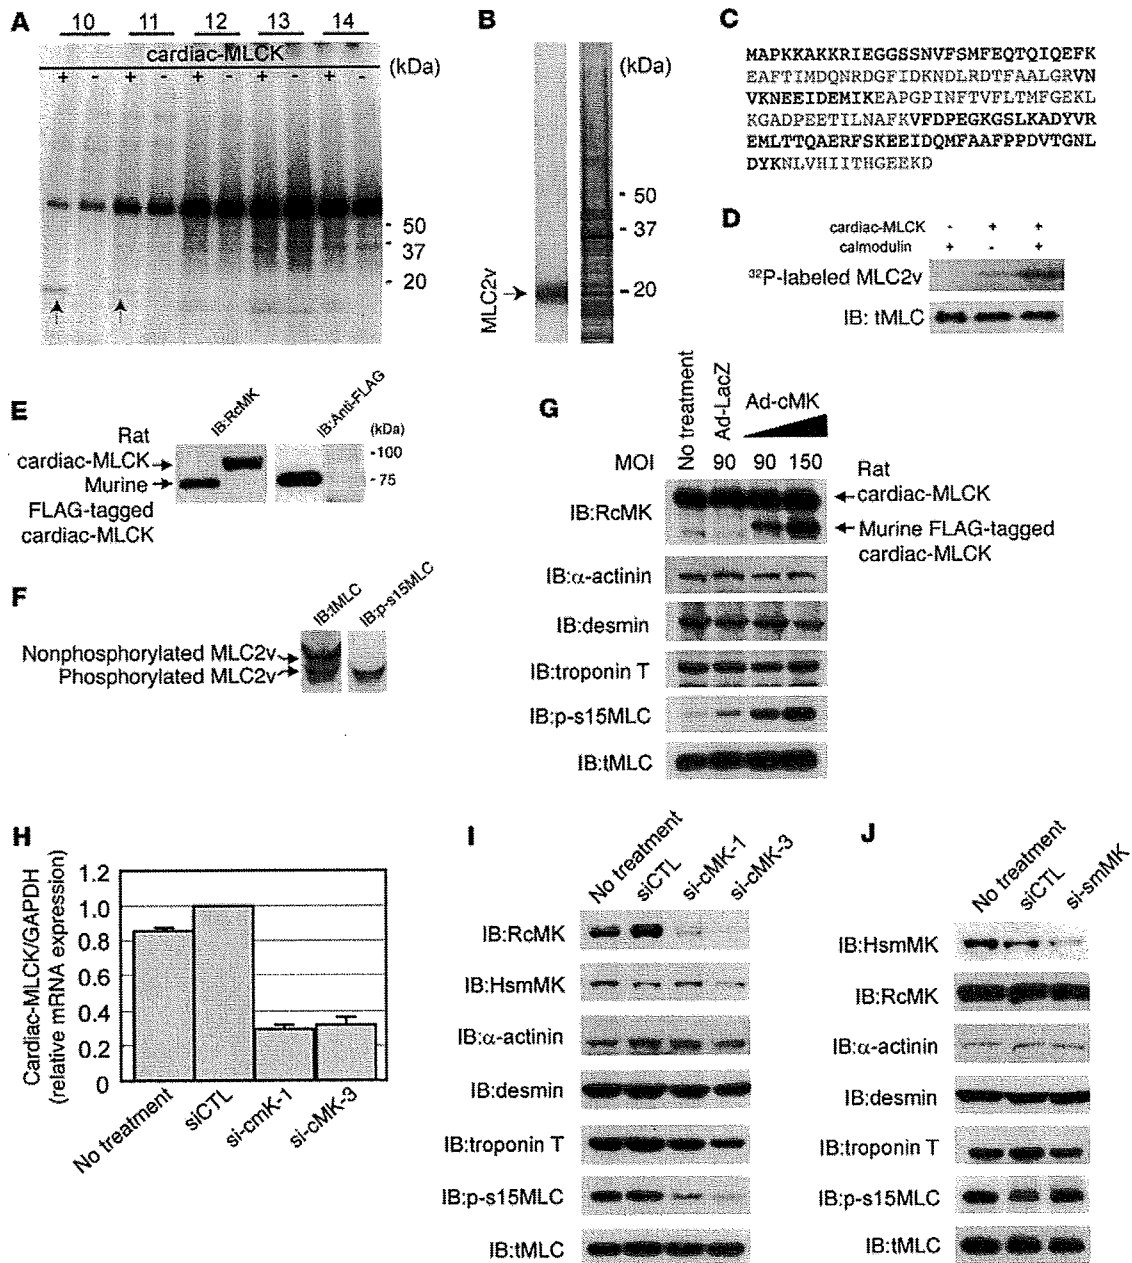 A
10 11 12 13 14
cardiac-MLCK
+ - + - + - + - + -
(kDa)
- 50
- 37
- 20
B
(kDa)
- 50
- 37
- 20
MLC2v
C
MAPKKAKKRIEGGSSNVFSMFEQTQIQEFK
EAFTIMDQNRDGFIDKNDLRDTFAALGRVN
VKNEEIDEMIKEAPGPINFTVFLTMFGEKL
KGADPEETILNAFKVFDPEGKGSLKADYVR
EMLTTQAERFSKEEIDQMFAAFPPDVTGNL
DYKNLVHIITHGEEKD
D
cardiac-MLCK - + +
calmodulin + - +
32P-labeled MLC2v
IB: tMLC
E
IB:RcMK
IB:Anti-FLAG
(kDa)
Rat
cardiac-MLCK
Murine
FLAG-tagged
cardiac-MLCK
-100
- 75
F
IB:tMLC
IB:p-s15MLC
Nonphosphorylated MLC2v
Phosphorylated MLC2v
G
No treatment
Ad-LacZ
Ad-cMK
MOI 90 90 150
IB:RcMK
Rat
cardiac-MLCK
Murine FLAG-tagged
cardiac-MLCK
IB:α-actinin
IB:desmin
IB:troponin T
IB:p-s15MLC
IB:tMLC
H
Cardiac-MLCK/GAPDH
(relative mRNA expression)
1.2
1.0
0.8
0.6
0.4
0.2
0
No treatment
siCTL
si-cmK-1
si-cMK-3
I
No treatment
siCTL
si-cMK-1
si-cMK-3
IB:RcMK
IB:HsmMK
IB:α-actinin
IB:desmin
IB:troponin T
IB:p-s15MLC
IB:tMLC
J
No treatment
siCTL
si-smMK
IB:HsmMK
IB:RcMK
IB:α-actinin
IB:desmin
IB:troponin T
IB:p-s15MLC
IB:tMLC